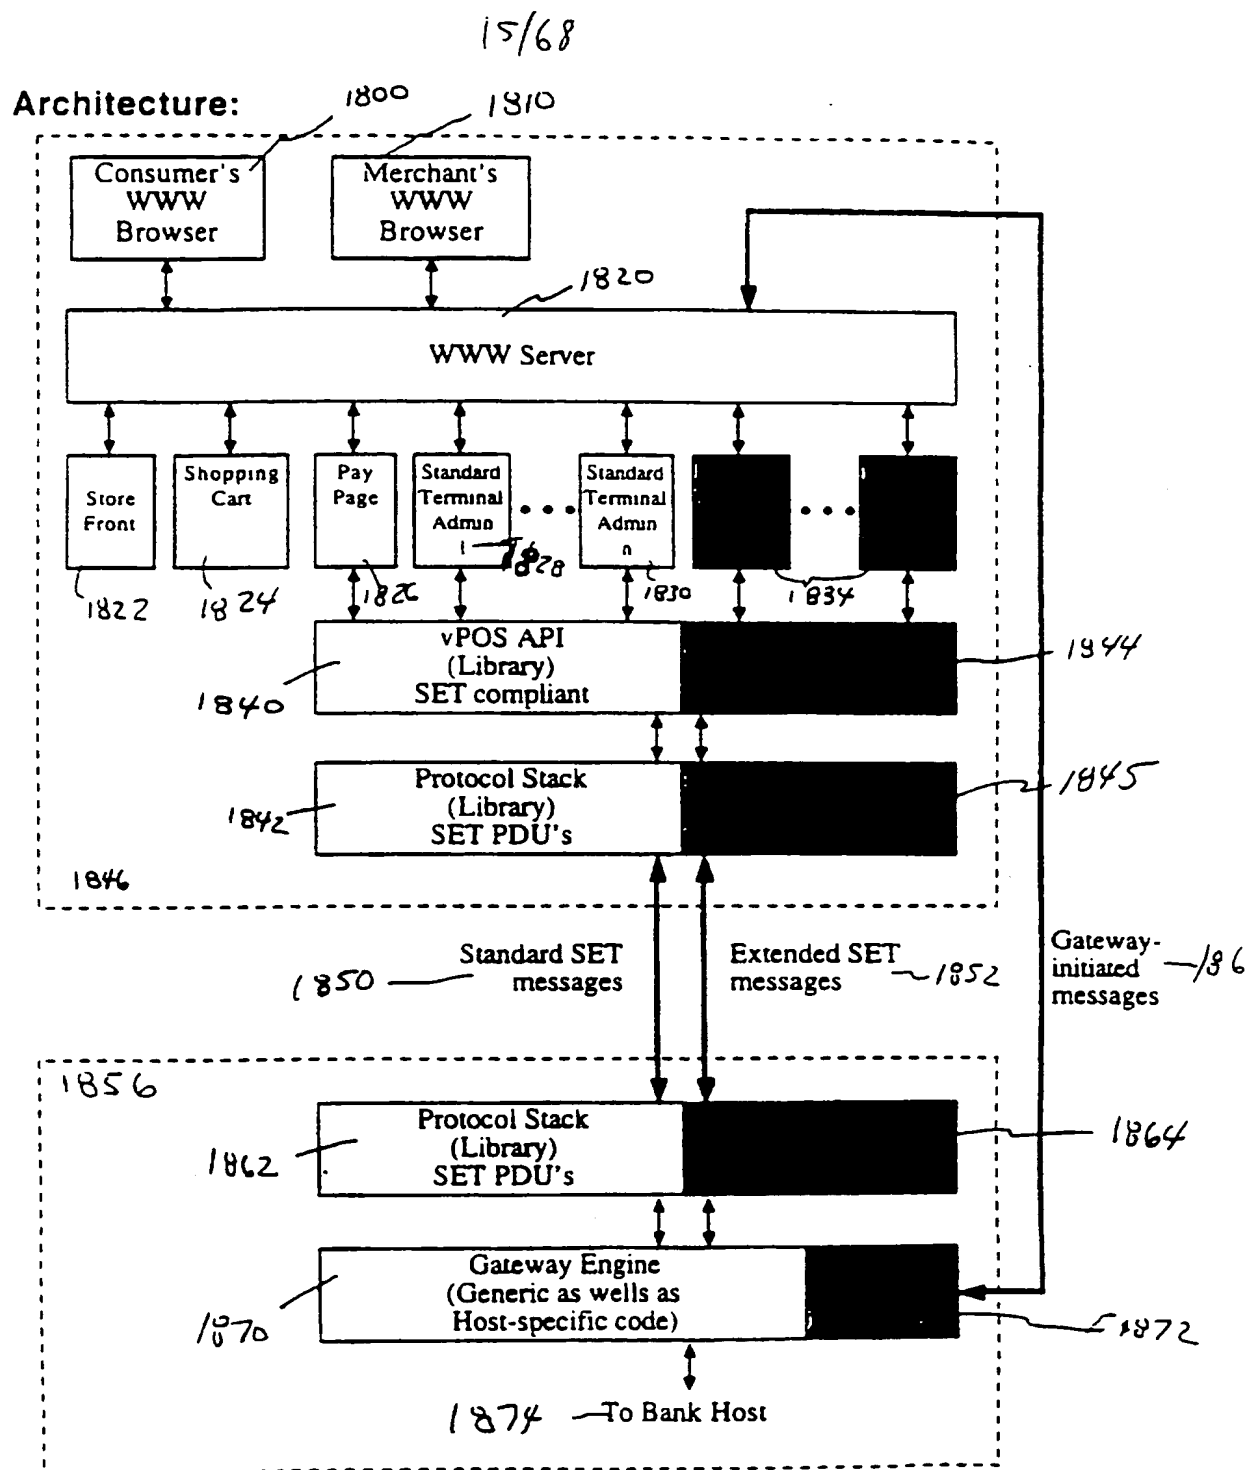 15/68
Architecture:
1800
1810
Consumer's
WWW
Browser
Merchant's
WWW
Browser
1820
WWW Server
Store
Front
Shopping
Cart
Pay
Page
Standard
Terminal
Admin
1
Standard
Terminal
Admin
n
1822
1824
1826
1828
1830
1834
vPOS API
(Library)
SET compliant
1840
1844
Protocol Stack
(Library)
SET PDU's
1842
1845
1846
Standard SET
messages
1850
Extended SET
messages
1852
Gateway-
initiated
messages
186
1856
Protocol Stack
(Library)
SET PDU's
1862
1864
Gateway Engine
(Generic as wells as
Host-specific code)
1870
1872
1874
To Bank Host